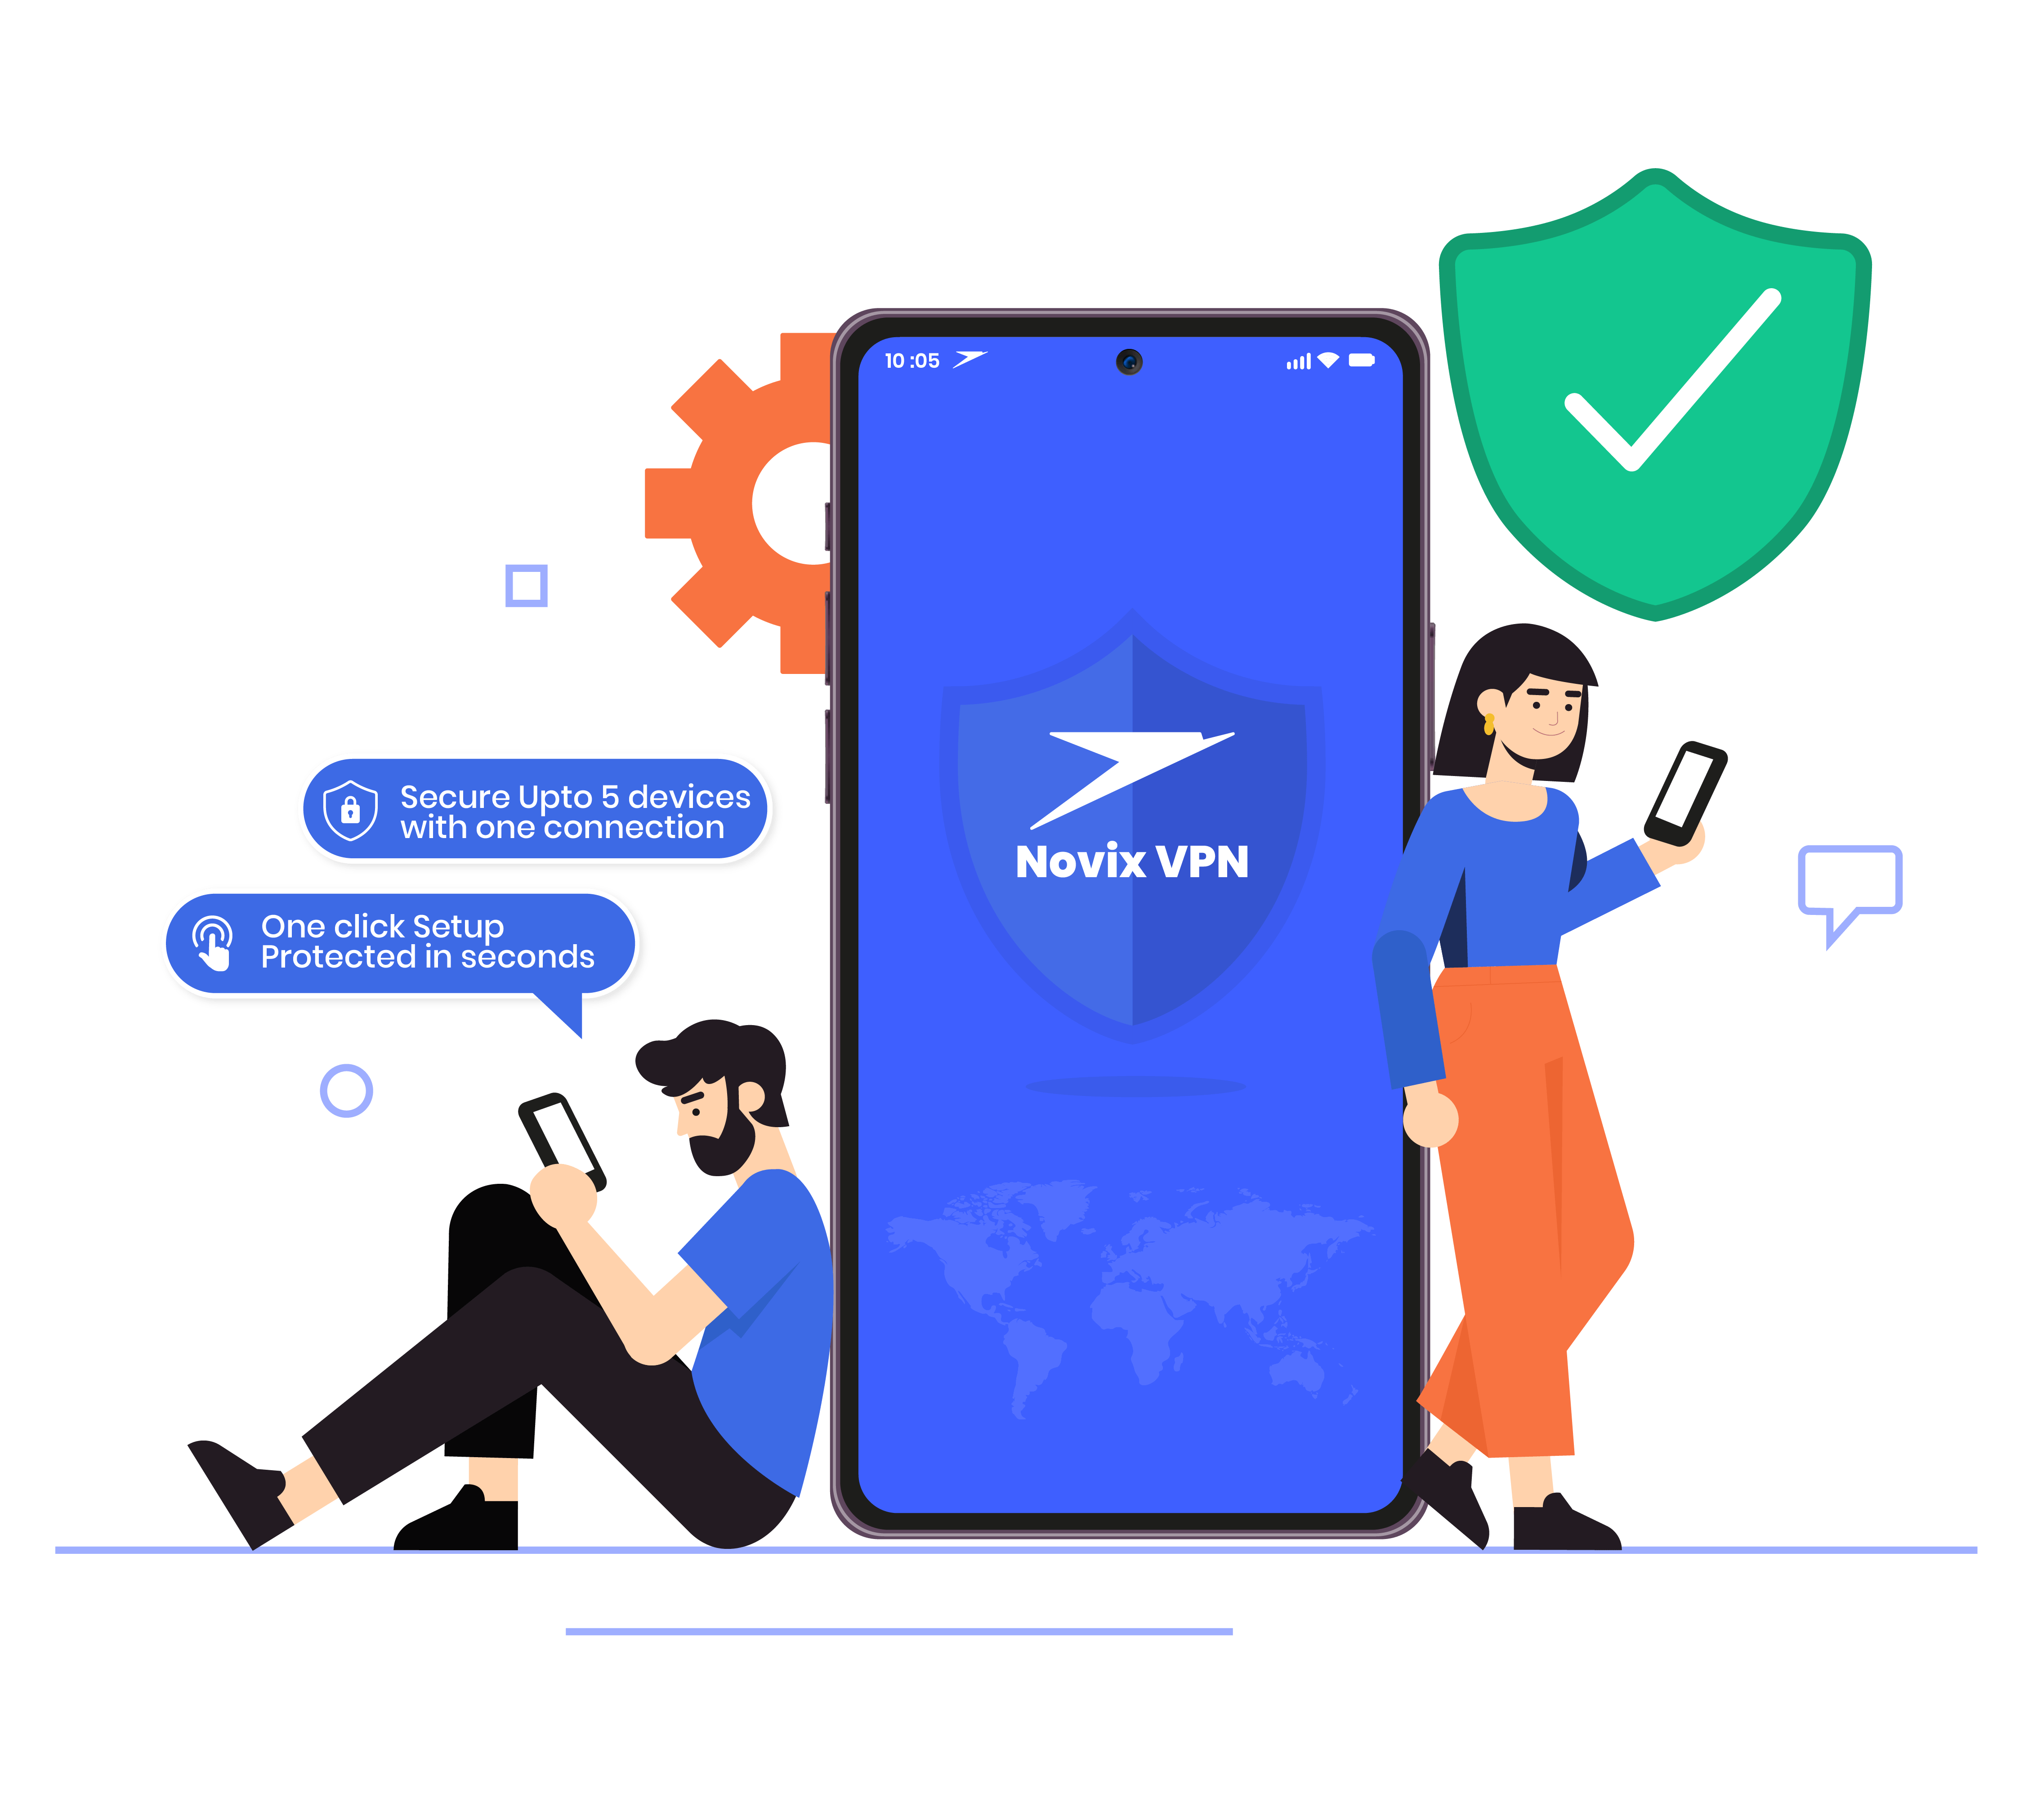 10 :05
Secure Upto 5 devices
with one connection
Novix VPN
One click Setup
Protected in seconds